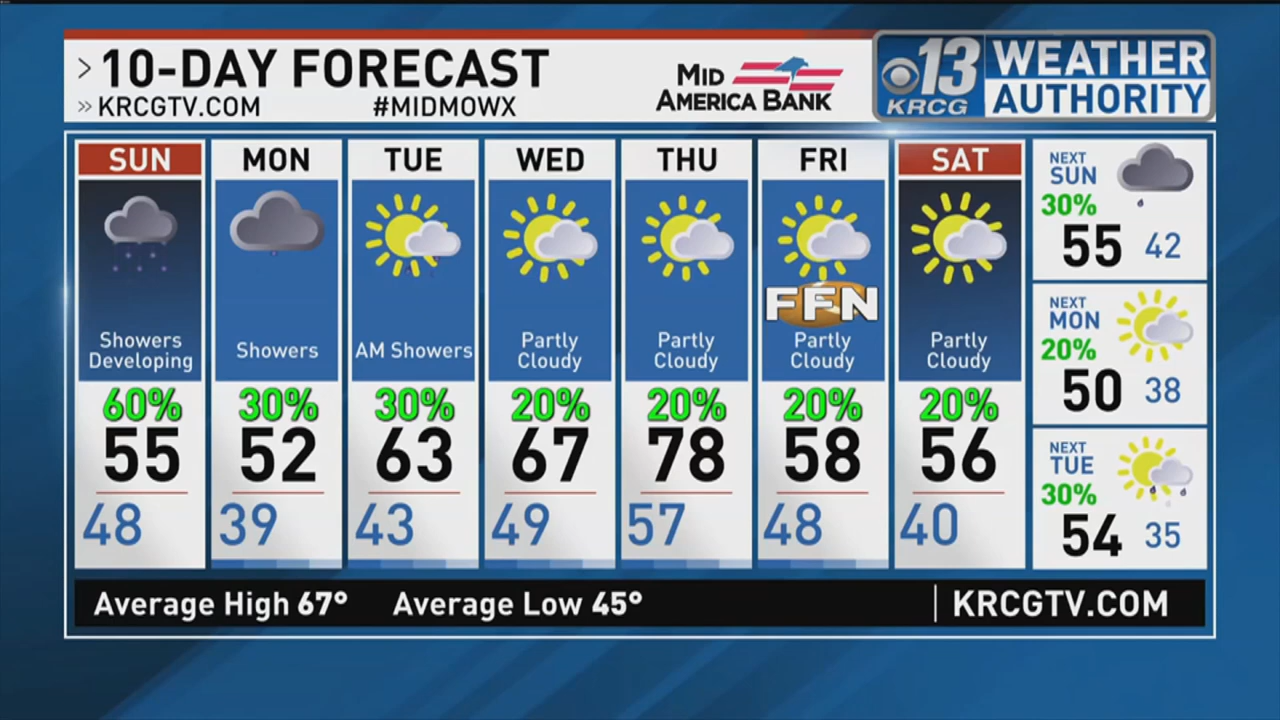 > 10-DAY FORECAST
» KRCGTV.COM #MIDMOWX
MID
AMERICA BANK
13
KRCG
WEATHER
AUTHORITY
SUN
Showers
Developing
60%
55
48
MON
Showers
30%
52
39
TUE
AM Showers
30%
63
43
WED
Partly
Cloudy
20%
67
49
THU
Partly
Cloudy
20%
78
57
FRI
FFN
Partly
Cloudy
20%
58
48
SAT
Partly
Cloudy
20%
56
40
NEXT
SUN
30%
55 42
NEXT
MON
20%
50 38
NEXT
TUE
30%
54 35
Average High 67° Average Low 45° | KRCGTV.COM